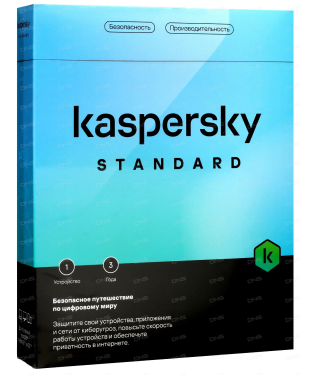 Безопасность Производительность
kaspersky
STANDARD
1 3
Устройство Года
k
Безопасное путешествие
по цифровому миру
Защитите свои устройства, приложения
и сети от киберугроз, повысьте скорость
работы устройств и обеспечьте
приватность в интернете.